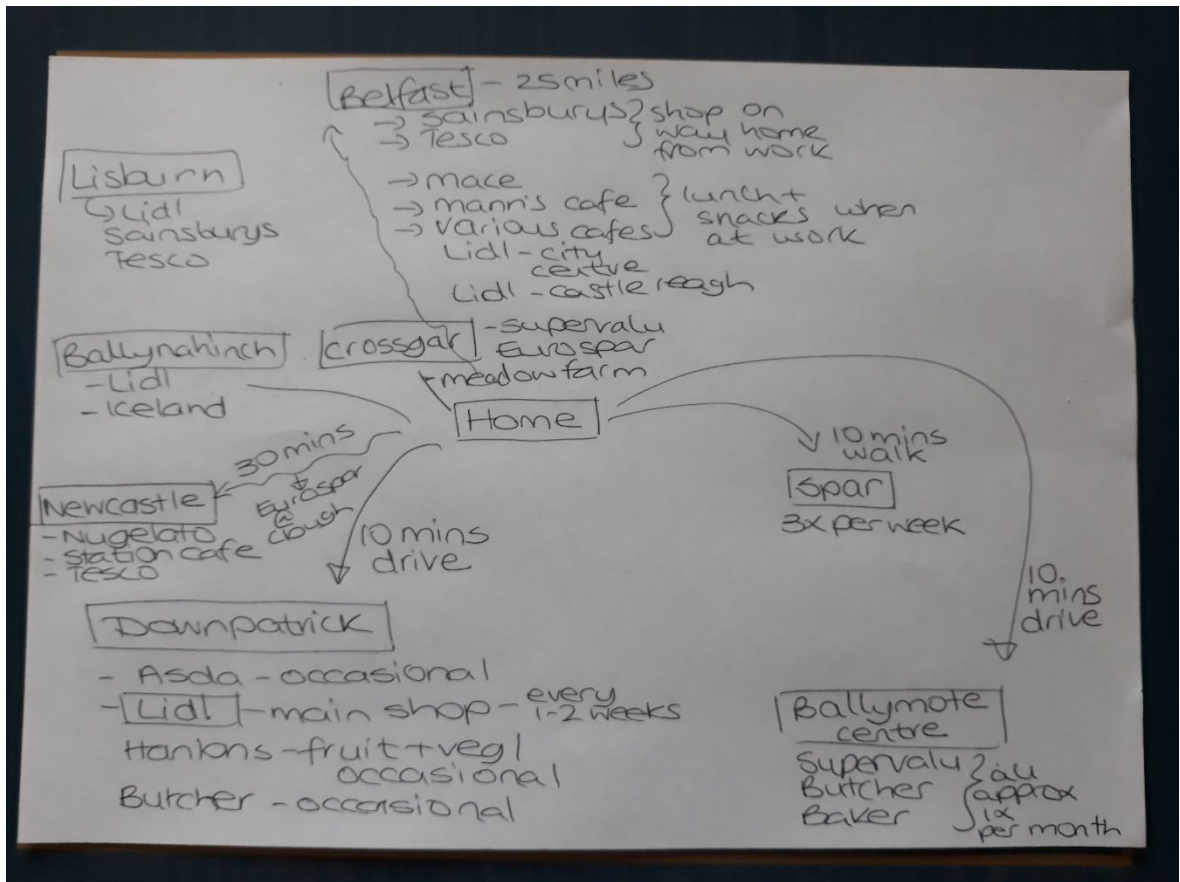 Belfast - 25 miles
→ Sainsburys } shop on
→ Tesco } way home
from work
→ mace
→ mann's cafe } lunch +
→ various cafes } snacks when
at work
Lidl - city
centre
Lidl - castle reagh
Lisburn
↳ Lidl
Sainsburys
Tesco
Ballynahinch
- Lidl
- Iceland
Crossgar - supervalu
Eurospar
+ meadow farm
Home
30 mins
Eurospar
@
clough
Newcastle
- Nugelato
- Station cafe
- Tesco
10 mins
walk
Spar
3x per week
10 mins
drive
Downpatrick
- Asda - occasional
- Lidl - main shop - every
1-2 weeks
Hanlons - fruit + veg |
occasional
Butcher - occasional
10.
mins
drive
Ballymote
centre
Supervalu } all
Butcher } approx
Baker } 1x
per month